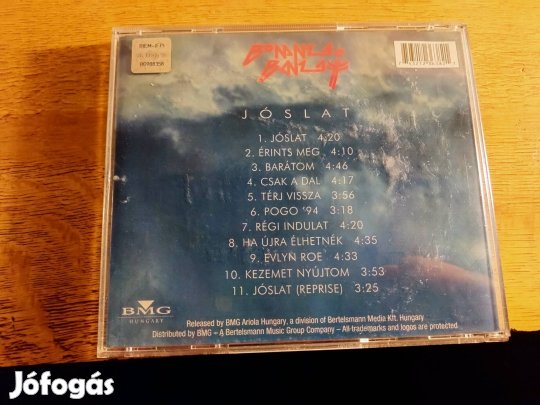 BONANZA BANZAI
JÓSLAT
1. JÓSLAT 4:20
2. ÉRINTS MEG 4:10
3. BARÁTOM 4:46
4. CSAK A DAL 4:17
5. TÉRJ VISSZA 3:56
6. POGO '94 3:18
7. RÉGI INDULAT 4:20
8. HA ÚJRA ÉLHETNÉK 4:35
9. EVLYN ROE 4:33
10. KEZEMET NYÚJTOM 3:53
11. JÓSLAT (REPRISE) 3:25
BMG
HUNGARY
Released by BMG Ariola Hungary, a division of Bertelsmann Media Kft. Hungary
Distributed by BMG – A Bertelsmann Music Group Company – All trademarks and logos are protected
Jófogás